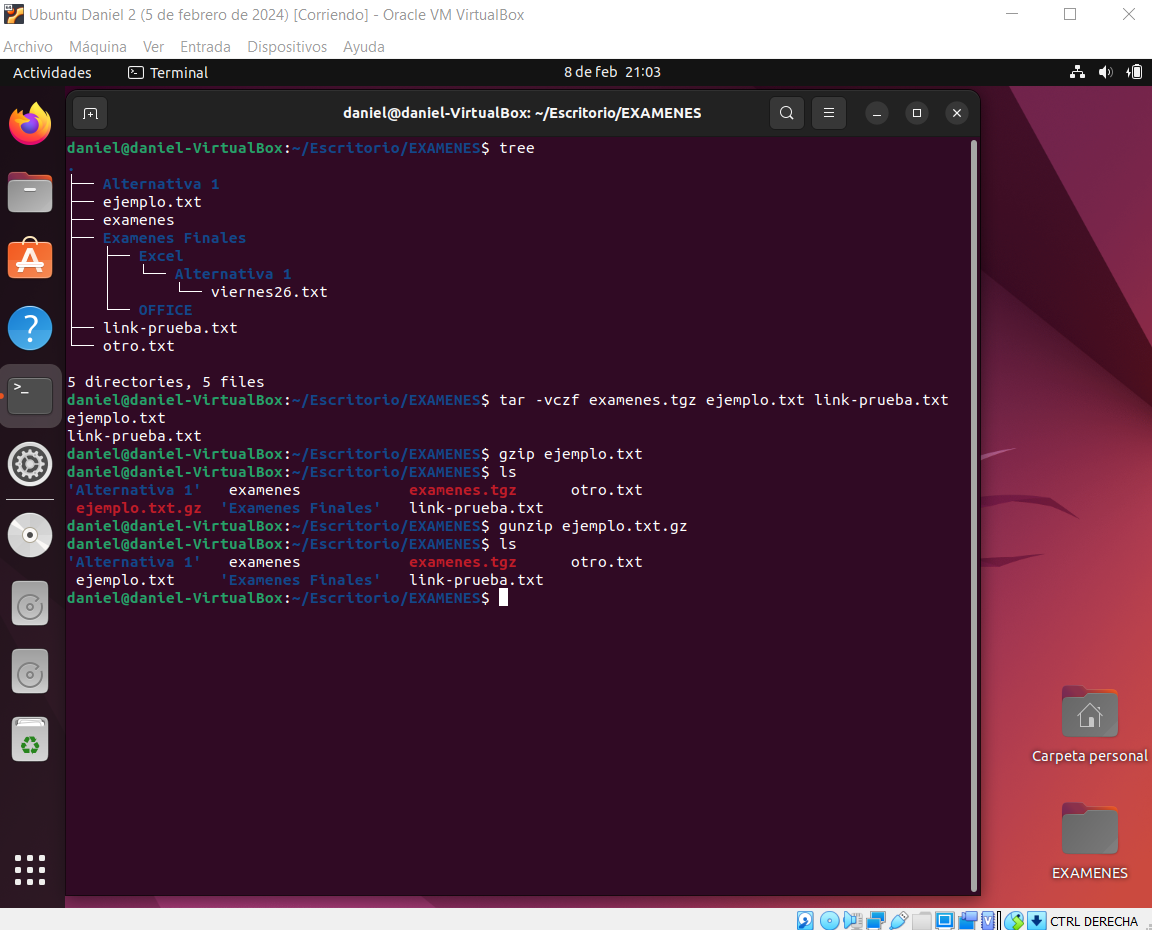 Ubuntu Daniel 2 (5 de febrero de 2024) [Corriendo] - Oracle VM VirtualBox
Archivo Máquina Ver Entrada Dispositivos Ayuda
Actividades Terminal 8 de feb 21:03
daniel@daniel-VirtualBox: ~/Escritorio/EXAMENES
daniel@daniel-VirtualBox:~/Escritorio/EXAMENES$ tree
.
├── Alternativa 1
├── ejemplo.txt
├── examenes
├── Examenes Finales
│   ├── Excel
│   │   └── Alternativa 1
│   │       └── viernes26.txt
│   └── OFFICE
├── link-prueba.txt
└── otro.txt
5 directories, 5 files
daniel@daniel-VirtualBox:~/Escritorio/EXAMENES$ tar -vczf examenes.tgz ejemplo.txt link-prueba.txt
ejemplo.txt
link-prueba.txt
daniel@daniel-VirtualBox:~/Escritorio/EXAMENES$ gzip ejemplo.txt
daniel@daniel-VirtualBox:~/Escritorio/EXAMENES$ ls
'Alternativa 1' examenes examenes.tgz otro.txt
ejemplo.txt.gz 'Examenes Finales' link-prueba.txt
daniel@daniel-VirtualBox:~/Escritorio/EXAMENES$ gunzip ejemplo.txt.gz
daniel@daniel-VirtualBox:~/Escritorio/EXAMENES$ ls
'Alternativa 1' examenes examenes.tgz otro.txt
ejemplo.txt 'Examenes Finales' link-prueba.txt
daniel@daniel-VirtualBox:~/Escritorio/EXAMENES$
Carpeta personal
EXAMENES
CTRL DERECHA